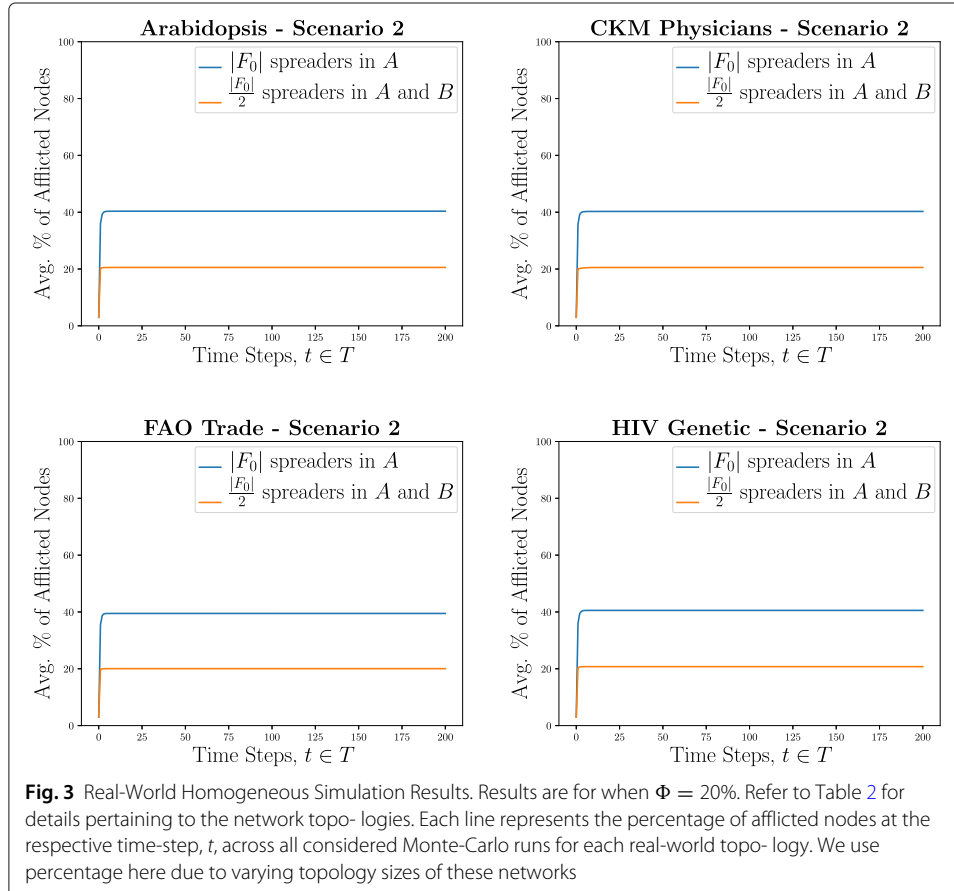 Arabidopsis - Scenario 2
Avg. % of Afflicted Nodes
100
80
60
40
20
0
|F₀| spreaders in A
|F₀|/2 spreaders in A and B
0 25 50 75 100 125 150 175 200
Time Steps, t ∈ T
CKM Physicians - Scenario 2
Avg. % of Afflicted Nodes
100
80
60
40
20
0
|F₀| spreaders in A
|F₀|/2 spreaders in A and B
0 25 50 75 100 125 150 175 200
Time Steps, t ∈ T
FAO Trade - Scenario 2
Avg. % of Afflicted Nodes
100
80
60
40
20
0
|F₀| spreaders in A
|F₀|/2 spreaders in A and B
0 25 50 75 100 125 150 175 200
Time Steps, t ∈ T
HIV Genetic - Scenario 2
Avg. % of Afflicted Nodes
100
80
60
40
20
0
|F₀| spreaders in A
|F₀|/2 spreaders in A and B
0 25 50 75 100 125 150 175 200
Time Steps, t ∈ T
Fig. 3 Real-World Homogeneous Simulation Results. Results are for when Φ = 20%. Refer to Table 2 for
details pertaining to the network topo- logies. Each line represents the percentage of afflicted nodes at the
respective time-step, t, across all considered Monte-Carlo runs for each real-world topo- logy. We use
percentage here due to varying topology sizes of these networks